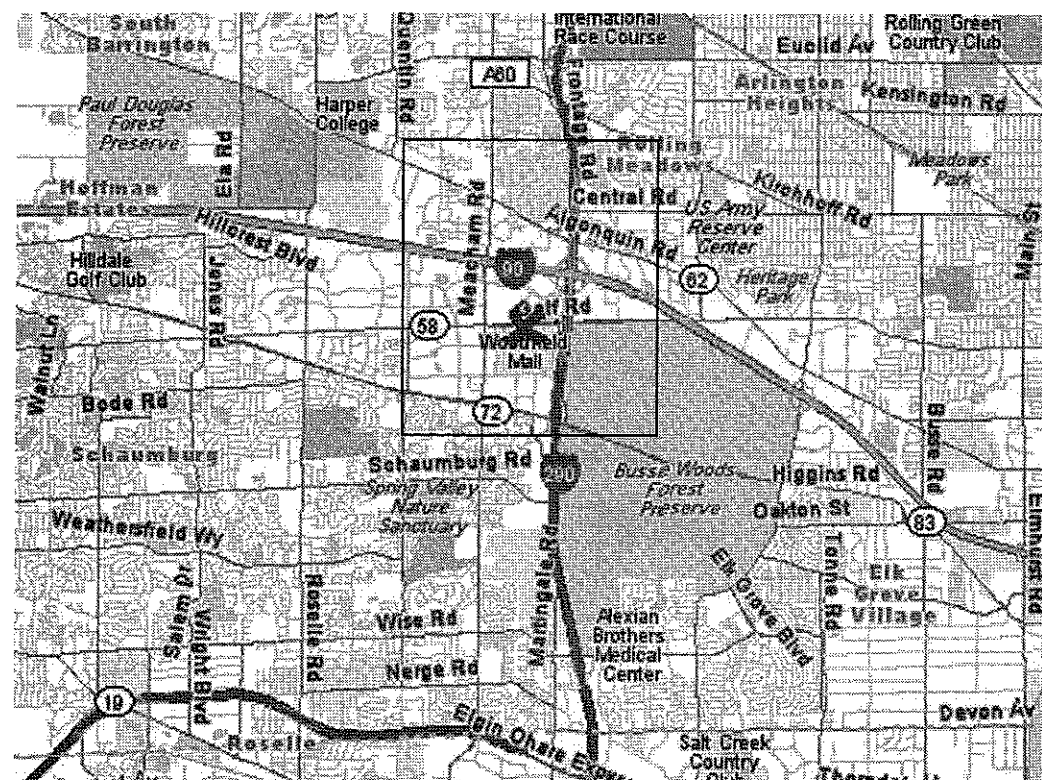 South
Barrington
Quentin Rd
International
Race Course
Rolling Green
Country Club
Euclid Av
A60
Frontage Rd
Arlington
Heights
Kensington Rd
Paul Douglas
Forest
Preserve
Harper
College
Ela Rd
Rolling
Meadows
Meadows
Park
Hoffman
Estates
Meacham Rd
Central Rd
Kirchhoff Rd
Algonquin Rd
U.S. Army
Reserve
Center
Hillcrest Blvd
Main St
Hilldale
Golf Club
Jones Rd
90
62
Heritage
Park
Golf Rd
58
Woodfield
Mall
Walnut Ln
Bode Rd
72
Busse Rd
Schaumburg
Schaumburg Rd
290
Busse Woods
Forest
Preserve
Higgins Rd
Spring Valley
Nature
Sanctuary
Oakton St
83
Elmhurst Rd
Weathersfield Wy
Martingale Rd
Elk Grove Blvd
Tonne Rd
Elk
Grove
Village
Roselle Rd
Wise Rd
Alexian
Brothers
Medical
Center
Wright Blvd
Nerge Rd
19
Devon Av
Elgin Ohare Expwy
Roselle
Salt Creek
Country
Club